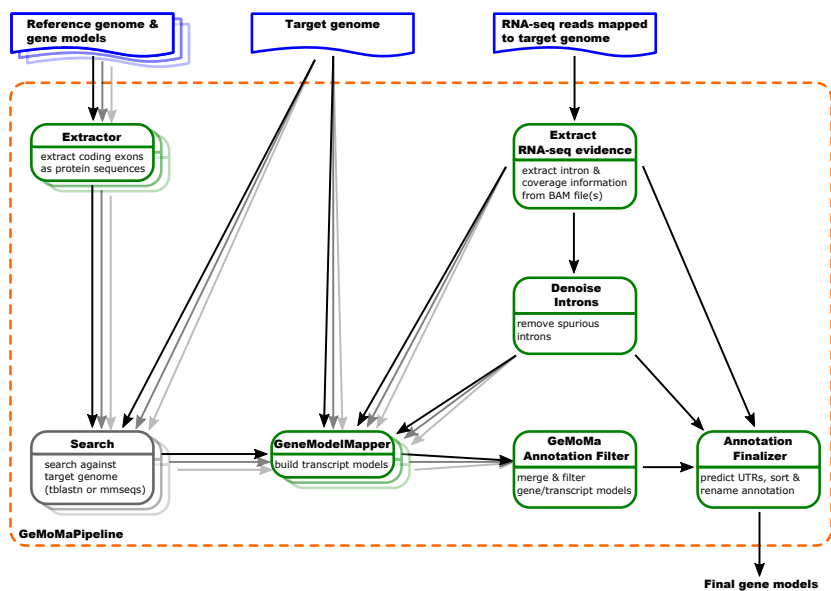 Reference genome &
gene models
Target genome
RNA-seq reads mapped
to target genome
Extractor
extract coding exons
as protein sequences
Extract
RNA-seq evidence
extract intron &
coverage information
from BAM file(s)
Denoise
Introns
remove spurious
introns
Search
search against
target genome
(tblastn or mmseqs)
GeneModelMapper
build transcript models
GeMoMa
Annotation Filter
merge & filter
gene/transcript models
Annotation
Finalizer
predict UTRs, sort &
rename annotation
GeMoMaPipeline
Final gene models